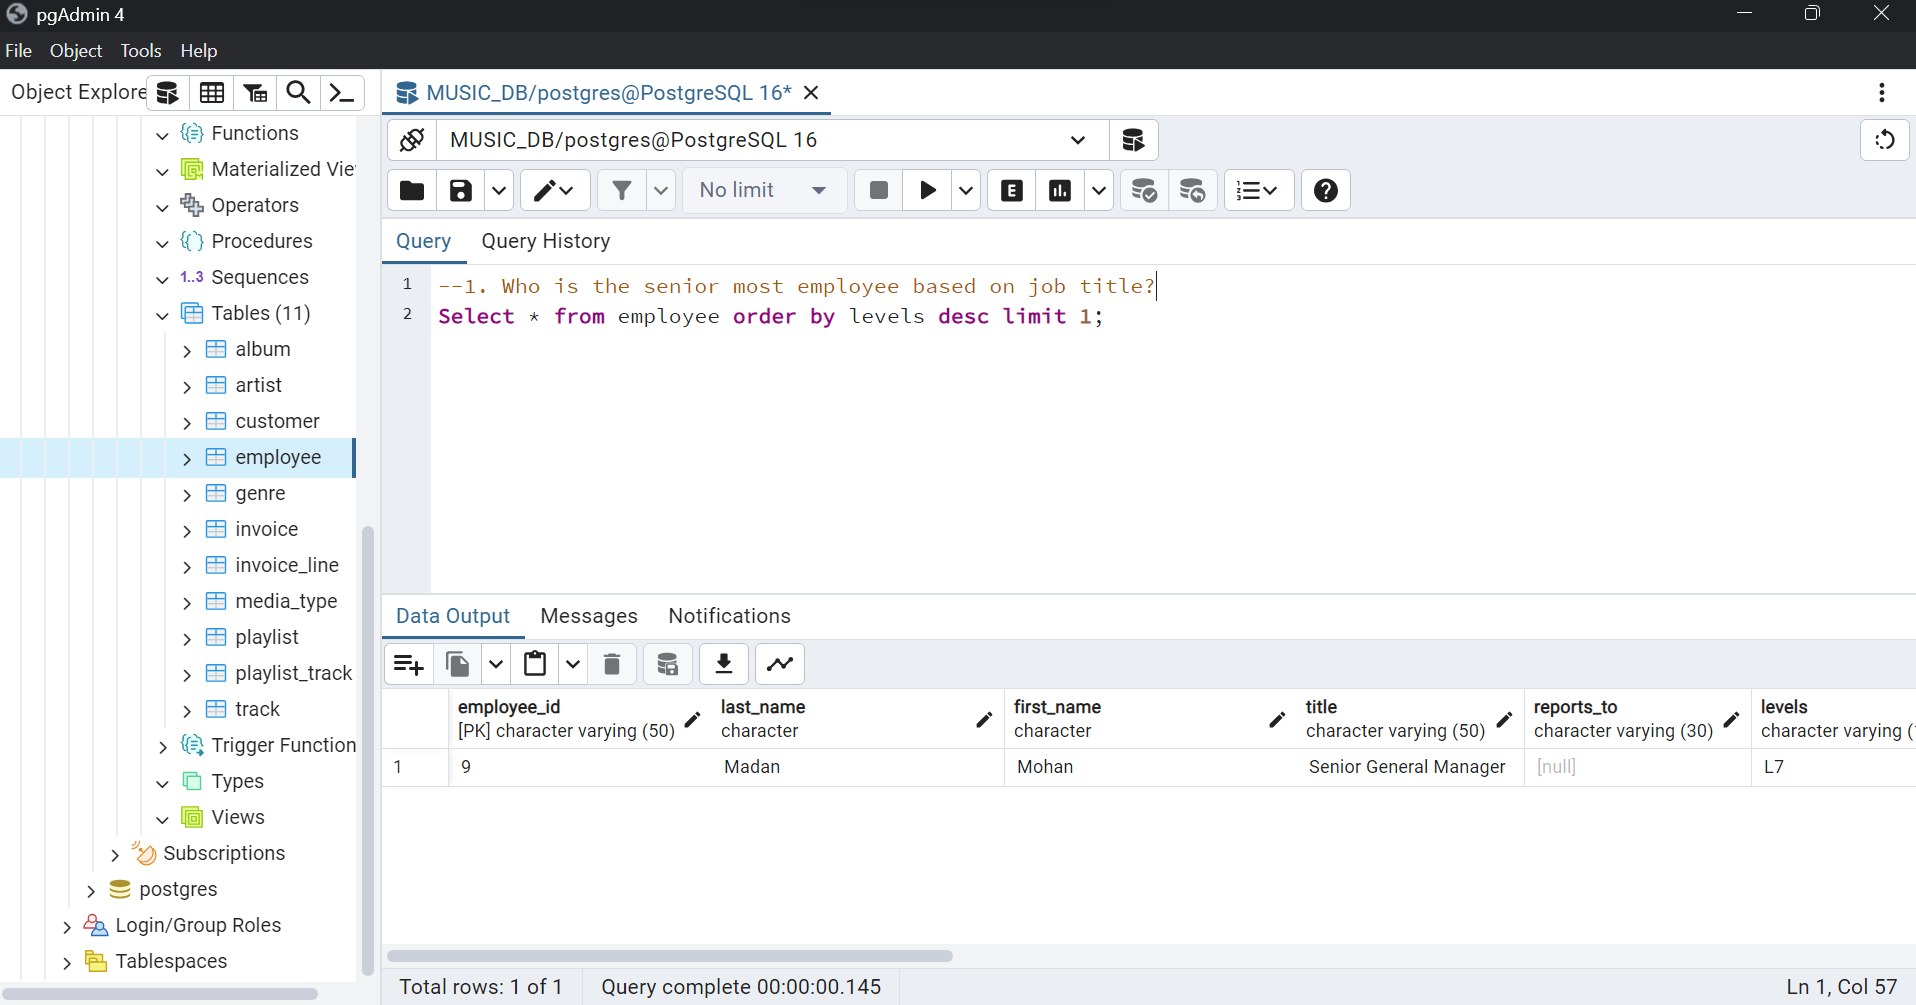 pgAdmin 4
File Object Tools Help
Object Explore
MUSIC_DB/postgres@PostgreSQL 16*
Functions
Materialized Vie
Operators
Procedures
1..3 Sequences
Tables (11)
album
artist
customer
employee
genre
invoice
invoice_line
media_type
playlist
playlist_track
track
Trigger Function
Types
Views
Subscriptions
postgres
Login/Group Roles
Tablespaces
MUSIC_DB/postgres@PostgreSQL 16
No limit
E
Query Query History
1 --1. Who is the senior most employee based on job title?
2 Select * from employee order by levels desc limit 1;
Data Output Messages Notifications
employee_id last_name first_name title reports_to levels
[PK] character varying (50) character character character varying (50) character varying (30) character varying (
1 9 Madan Mohan Senior General Manager [null] L7
Total rows: 1 of 1 Query complete 00:00:00.145 Ln 1, Col 57